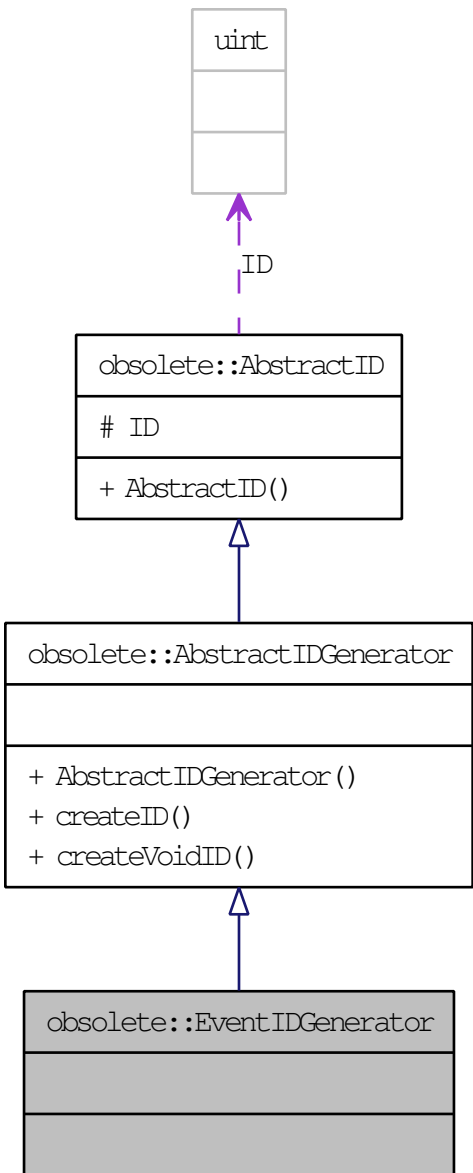 uint
ID
obsolete::AbstractID
# ID
+ AbstractID()
obsolete::AbstractIDGenerator
+ AbstractIDGenerator()
+ createID()
+ createVoidID()
obsolete::EventIDGenerator